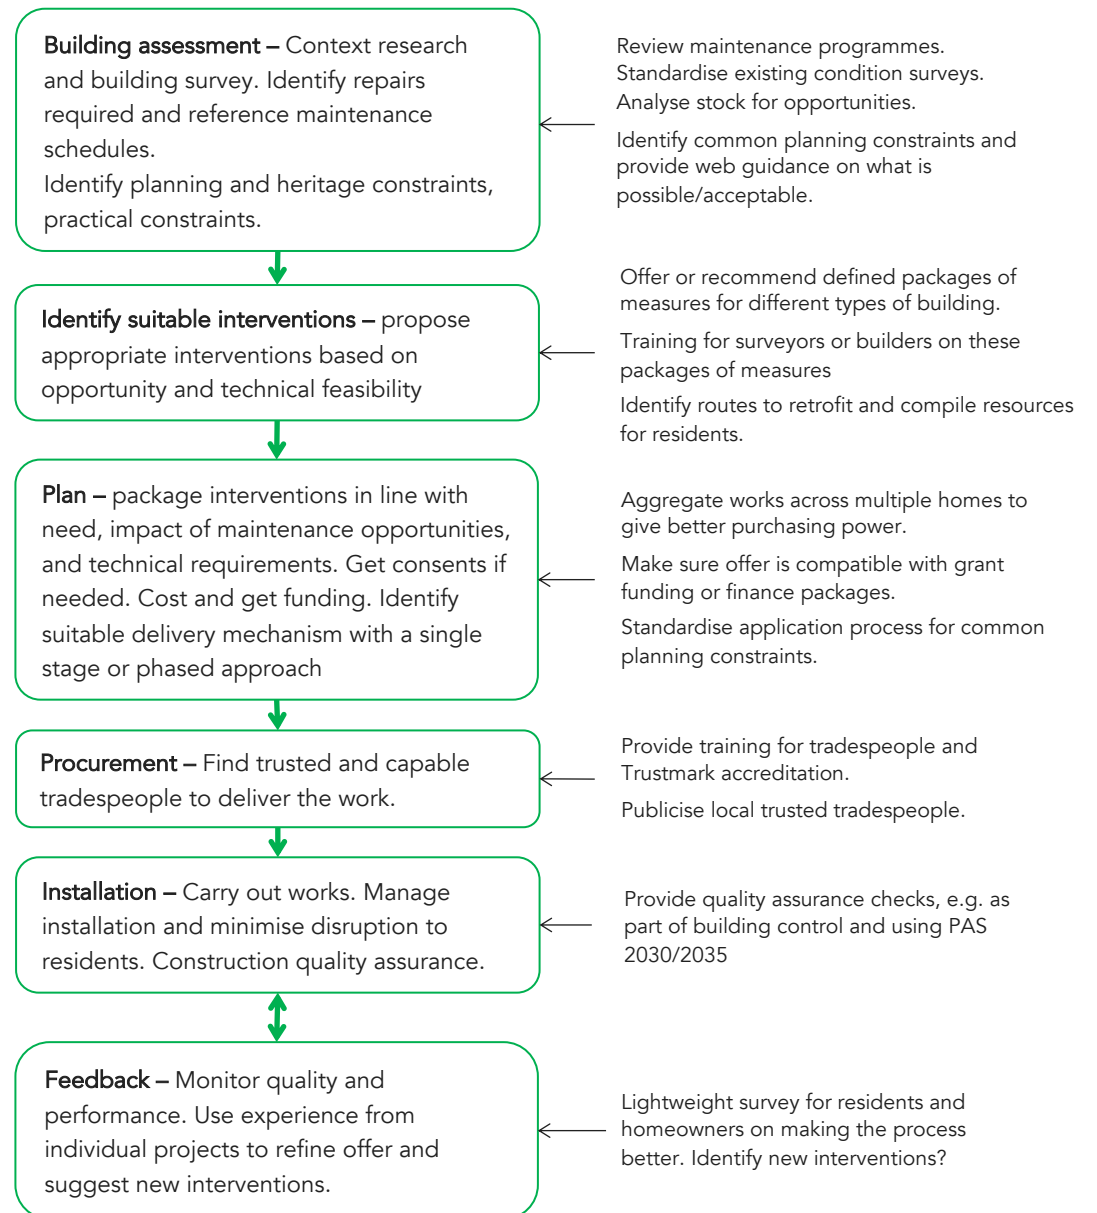 Building assessment – Context research
and building survey. Identify repairs
required and reference maintenance
schedules.
Identify planning and heritage constraints,
practical constraints.
Review maintenance programmes.
Standardise existing condition surveys.
Analyse stock for opportunities.
Identify common planning constraints and
provide web guidance on what is
possible/acceptable.
Identify suitable interventions – propose
appropriate interventions based on
opportunity and technical feasibility
Offer or recommend defined packages of
measures for different types of building.
Training for surveyors or builders on these
packages of measures
Identify routes to retrofit and compile resources
for residents.
Plan – package interventions in line with
need, impact of maintenance opportunities,
and technical requirements. Get consents if
needed. Cost and get funding. Identify
suitable delivery mechanism with a single
stage or phased approach
Aggregate works across multiple homes to
give better purchasing power.
Make sure offer is compatible with grant
funding or finance packages.
Standardise application process for common
planning constraints.
Procurement – Find trusted and capable
tradespeople to deliver the work.
Provide training for tradespeople and
Trustmark accreditation.
Publicise local trusted tradespeople.
Installation – Carry out works. Manage
installation and minimise disruption to
residents. Construction quality assurance.
Provide quality assurance checks, e.g. as
part of building control and using PAS
2030/2035
Feedback – Monitor quality and
performance. Use experience from
individual projects to refine offer and
suggest new interventions.
Lightweight survey for residents and
homeowners on making the process
better. Identify new interventions?